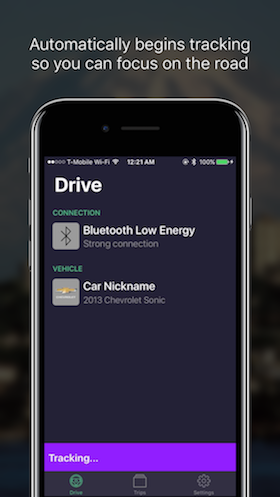 Automatically begins tracking
so you can focus on the road
T-Mobile Wi-Fi 12:21 AM 100%
Drive
CONNECTION
Bluetooth Low Energy
Strong connection
VEHICLE
Car Nickname
CHEVROLET
2013 Chevrolet Sonic
Tracking...
Drive Trips Settings